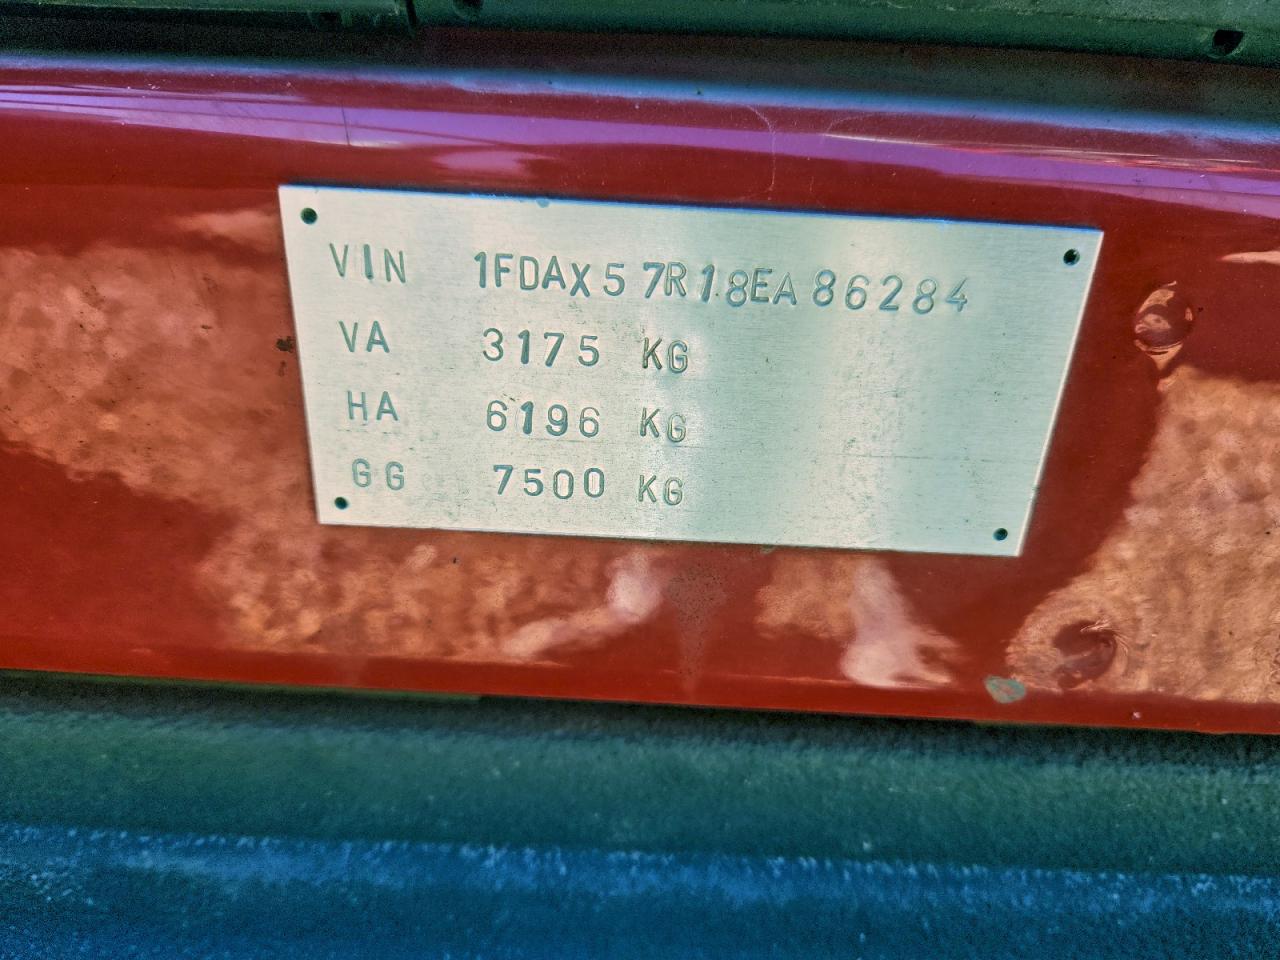 VIN 1FDAX57R18EA86284
VA 3175 KG
HA 6196 KG
GG 7500 KG